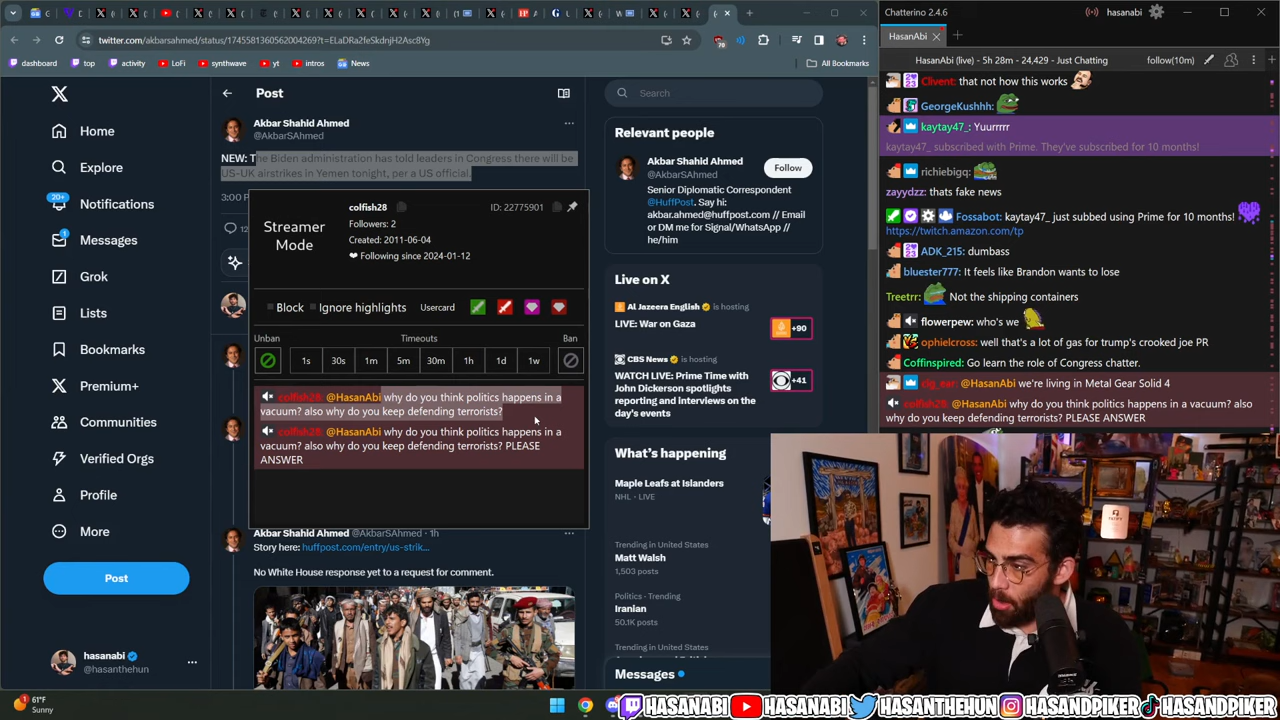 twitter.com/akbarsahmed/status/1745581360562004269?t=ELaDRa2feSkdnjH2Asc8Yg
All Bookmarks
dashboard
top
activity
LoFi
synthwave
yt
intros
News
Home
Explore
20+
Notifications
Messages
Grok
Lists
Bookmarks
Premium+
Communities
Verified Orgs
Profile
More
Post
hasanabi
@hasanthehun
Post
Akbar Shahid Ahmed
@AkbarSAhmed
NEW: The Biden administration has told leaders in Congress there will be
US-UK airstrikes in Yemen tonight, per a US official.
Streamer
Mode
colfish28
ID: 22775901
Followers: 2
Created: 2011-06-04
❤ Following since 2024-01-12
Block
Ignore highlights
Usercard
Unban
Timeouts
Ban
1s
30s
1m
5m
30m
1h
1d
1w
colfish28: @HasanAbi why do you think politics happens in a
vacuum? also why do you keep defending terrorists?
colfish28: @HasanAbi why do you think politics happens in a
vacuum? also why do you keep defending terrorists? PLEASE
ANSWER
Akbar Shahid Ahmed @AkbarSAhmed · 1h
Story here: huffpost.com/entry/us-strik...
No White House response yet to a request for comment.
Search
Relevant people
Akbar Shahid Ahmed
@AkbarSAhmed
Follow
Senior Diplomatic Correspondent
@HuffPost. Say hi:
akbar.ahmed@huffpost.com // Email
or DM me for Signal/WhatsApp //
he/him
Live on X
Al Jazeera English is hosting
LIVE: War on Gaza
+90
CBS News is hosting
WATCH LIVE: Prime Time with
John Dickerson spotlights
reporting and interviews on the
day's events
+41
What's happening
Maple Leafs at Islanders
NHL · LIVE
Trending in United States
Matt Walsh
1,503 posts
Politics · Trending
Iranian
50.1K posts
Trending in United States
Messages
Chatterino 2.4.6
hasanabi
HasanAbi
HasanAbi (live) - 5h 28m - 24,429 - Just Chatting
follow(10m)
Clivent: that not how this works
GeorgeKushhh:
kaytay47_: Yuurrrrr
kaytay47_ subscribed with Prime. They've subscribed for 10 months!
richiebigq:
zayydzz: thats fake news
Fossabot: kaytay47_ just subbed using Prime for 10 months!
https://twitch.amazon.com/tp
ADK_215: dumbass
bluester777: It feels like Brandon wants to lose
Treetrr: Not the shipping containers
flowerpew: who's we
ophielcross: well that's a lot of gas for trump's crooked joe PR
Coffinspired: Go learn the role of Congress chatter.
clg_ear: @HasanAbi we're living in Metal Gear Solid 4
colfish28: @HasanAbi why do you think politics happens in a vacuum? also
why do you keep defending terrorists? PLEASE ANSWER
61°F
Sunny
HASANABI
HASANABI
HASANTHEHUN
HASANDPIKER
HASANDPIKER